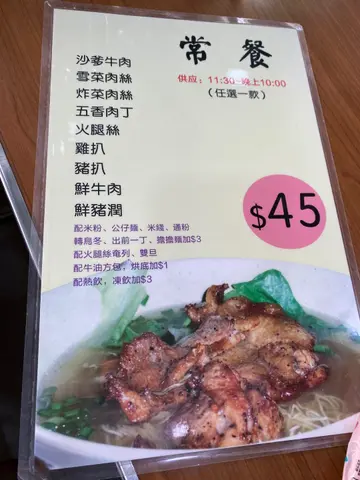 常餐
供应：11:30-晚上10:00
（任選一款）
沙爹牛肉
雪菜肉絲
炸菜肉絲
五香肉丁
火腿絲
雞扒
豬扒
鮮牛肉
鮮豬潤
$45
配米粉、公仔麵、米綫、通粉
轉烏冬、出前一丁、擔擔麵加$3
配火腿絲奄列、雙旦
配牛油方包，烘底加$1
配熱飲，凍飲加$3